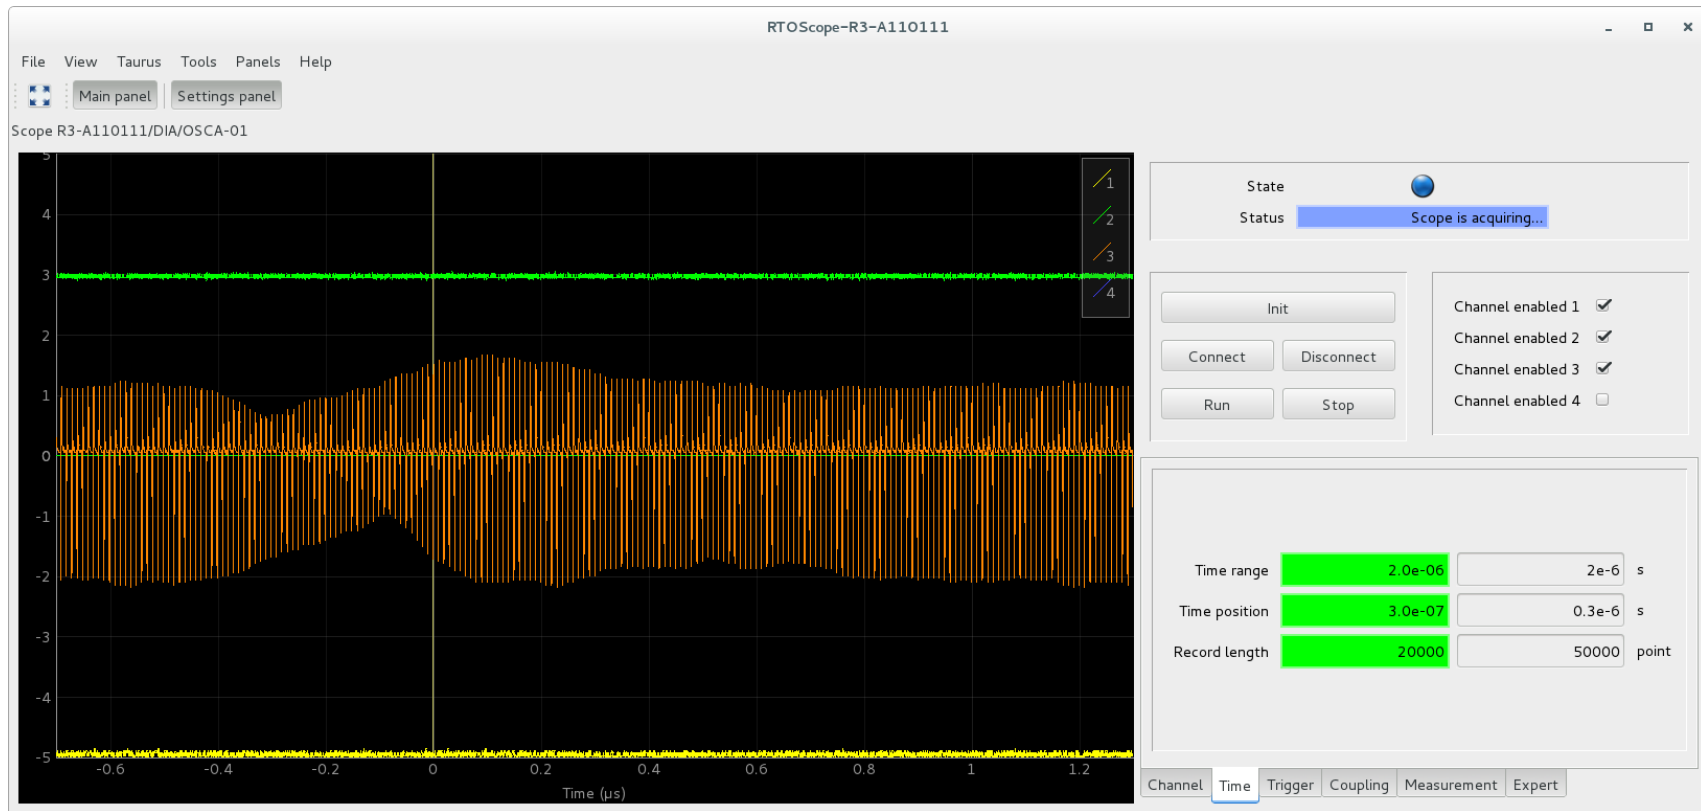 RTOScope-R3-A110111
File View Taurus Tools Panels Help
Main panel Settings panel
Scope R3-A110111/DIA/OSCA-01
5
4
3
2
1
0
-1
-2
-3
-4
-5
-0.6 -0.4 -0.2 0 0.2 0.4 0.6 0.8 1 1.2
Time (µs)
1
2
3
4
State
Status Scope is acquiring...
Init
Connect Disconnect
Run Stop
Channel enabled 1
Channel enabled 2
Channel enabled 3
Channel enabled 4
Time range 2.0e-06 2e-6 s
Time position 3.0e-07 0.3e-6 s
Record length 20000 50000 point
Channel Time Trigger Coupling Measurement Expert